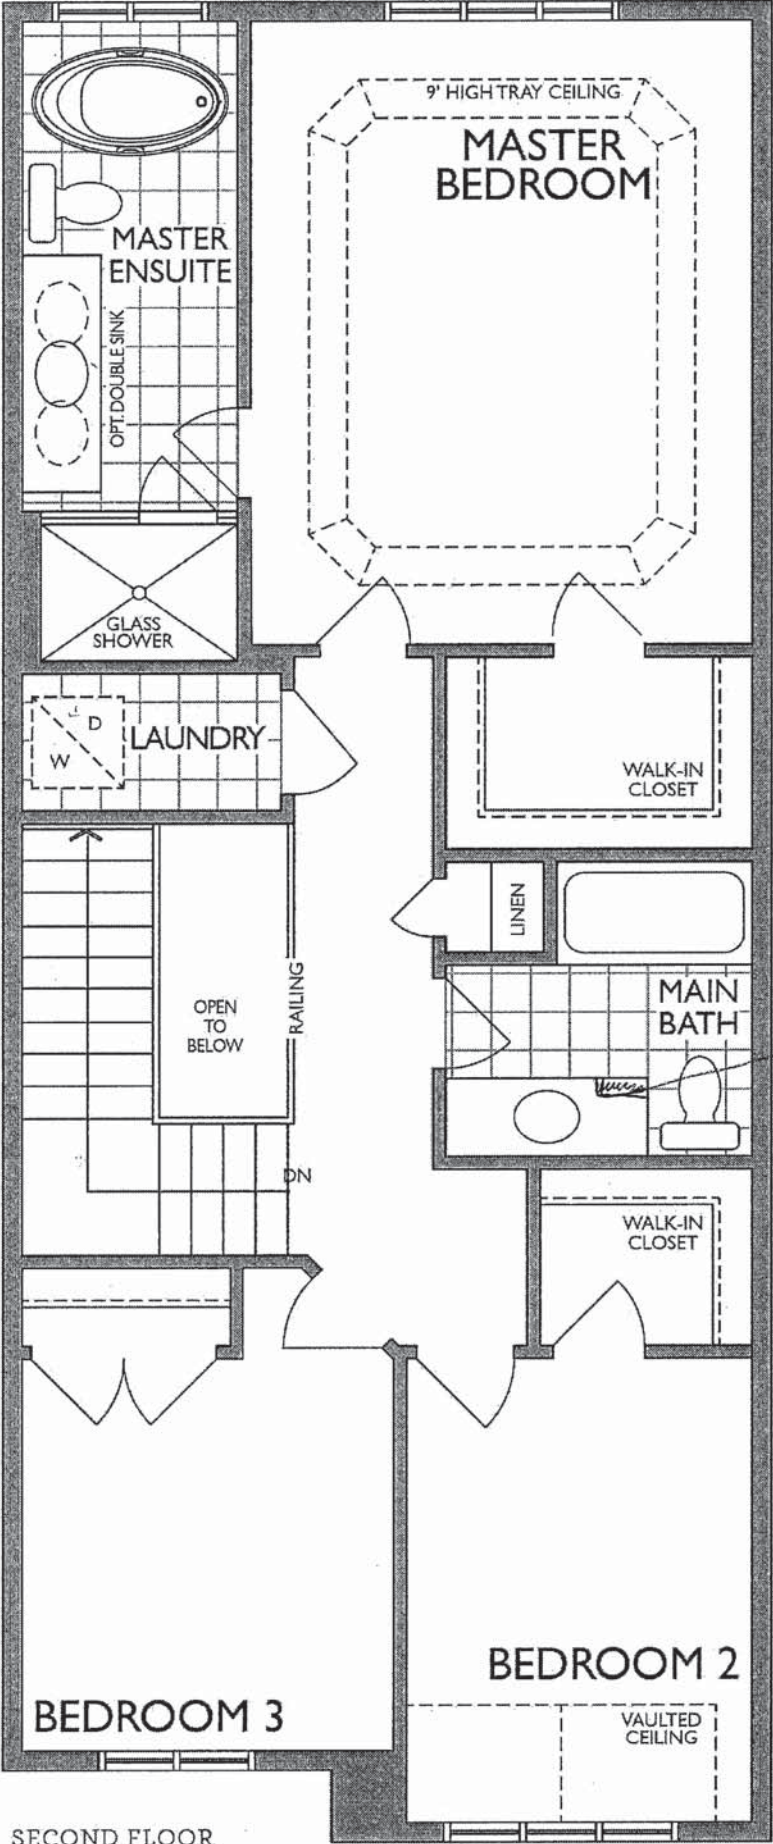 9' HIGH TRAY CEILING
MASTER
BEDROOM
MASTER
ENSUITE
OPT. DOUBLE SINK
GLASS
SHOWER
D
W
LAUNDRY
WALK-IN
CLOSET
LINEN
RAILING
OPEN
TO
BELOW
MAIN
BATH
DN
WALK-IN
CLOSET
BEDROOM 2
BEDROOM 3
VAULTED
CEILING
SECOND FLOOR